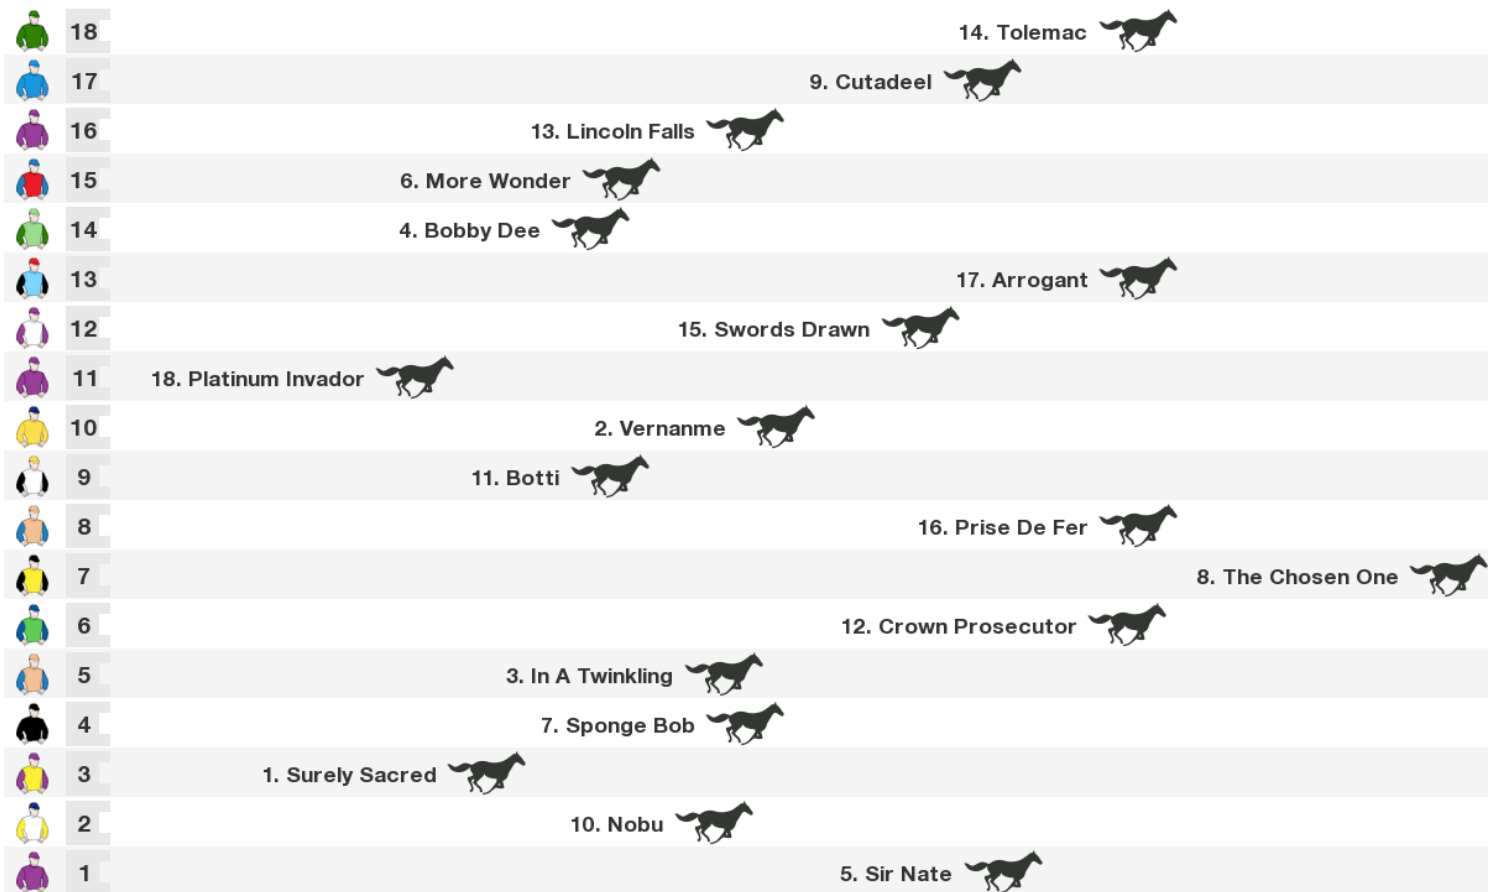 18 14. Tolemac
17 9. Cutadeel
16 13. Lincoln Falls
15 6. More Wonder
14 4. Bobby Dee
13 17. Arrogant
12 15. Swords Drawn
11 18. Platinum Invador
10 2. Vernanme
9 11. Botti
8 16. Prise De Fer
7 8. The Chosen One
6 12. Crown Prosecutor
5 3. In A Twinkling
4 7. Sponge Bob
3 1. Surely Sacred
2 10. Nobu
1 5. Sir Nate